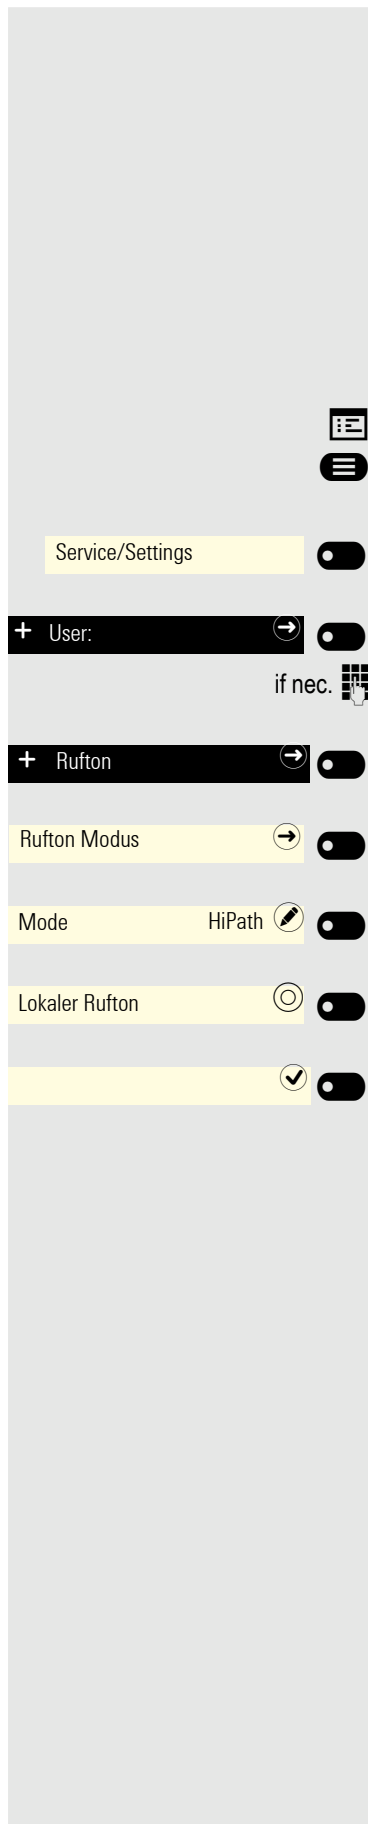 Service/Settings
User:
if nec.
Rufton
Rufton Modus
Mode HiPath
Lokaler Rufton